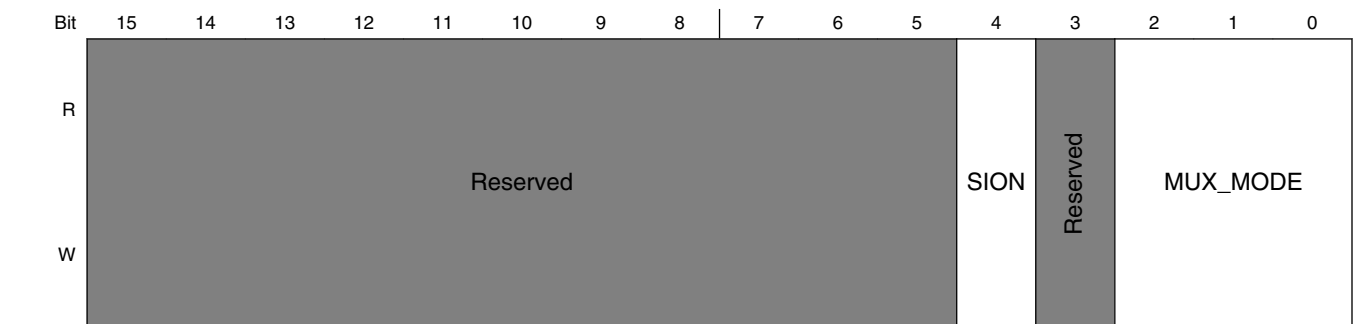 Bit 15 14 13 12 11 10 9 8 7 6 5 4 3 2 1 0
R
Reserved SION Reserved MUX_MODE
W